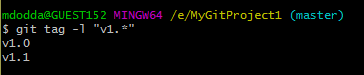 mdodda@GUEST152 MINGW64 /e/MyGitProject1 (master)
$ git tag -l "v1.*"
v1.0
v1.1